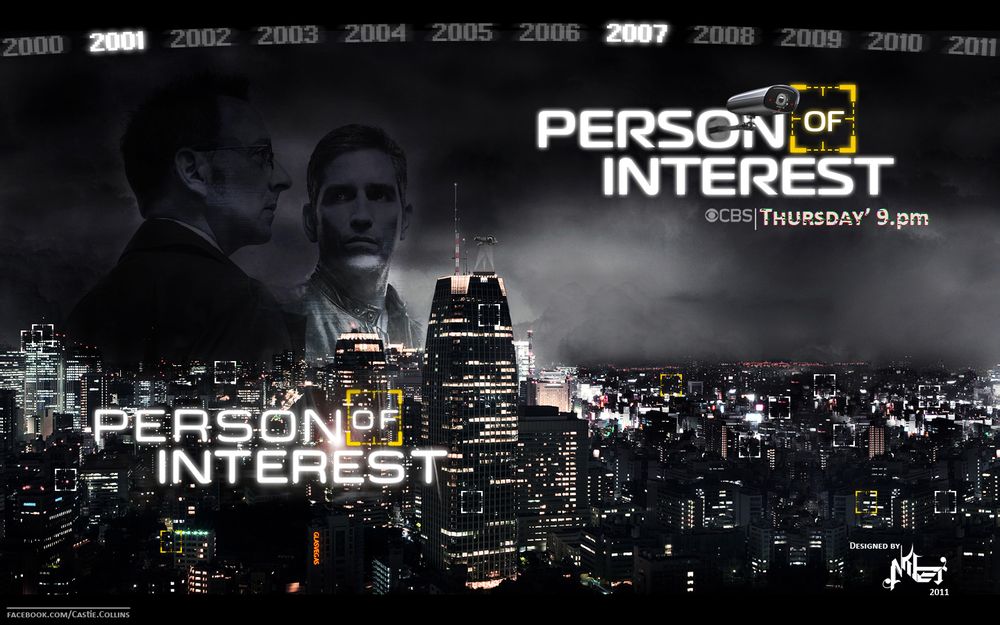 2000 2001 2002 2003 2004 2005 2006 2007 2008 2009 2010 2011
PERSON OF
INTEREST
CBS | THURSDAY' 9.pm
PERSON OF
INTEREST
GLASVEGAS
DESIGNED BY
2011
FACEBOOK.COM/CASTIE.COLLINS